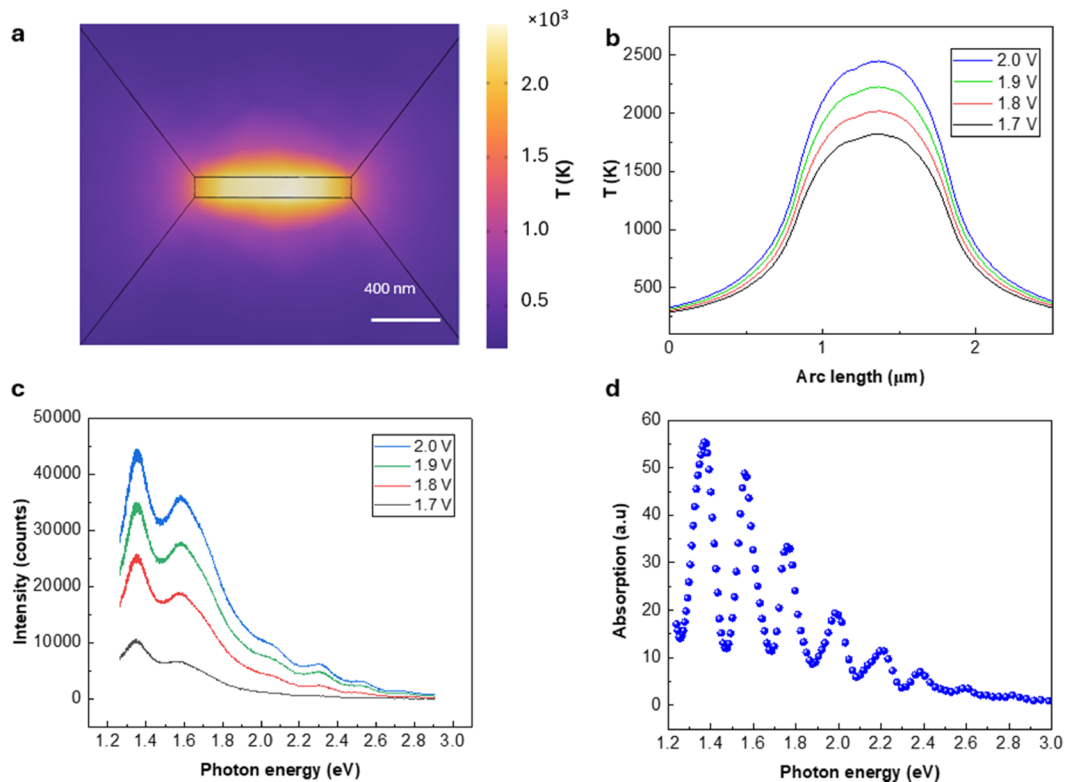 a
×10³
2.0
1.5
1.0
0.5
T (K)
400 nm
b
2500
2000
1500
1000
500
T (K)
0
1
2
Arc length (μm)
2.0 V
1.9 V
1.8 V
1.7 V
c
50000
40000
30000
20000
10000
0
Intensity (counts)
1.2 1.4 1.6 1.8 2.0 2.2 2.4 2.6 2.8 3.0
Photon energy (eV)
2.0 V
1.9 V
1.8 V
1.7 V
d
60
50
40
30
20
10
0
Absorption (a.u)
1.2 1.4 1.6 1.8 2.0 2.2 2.4 2.6 2.8 3.0
Photon energy (eV)